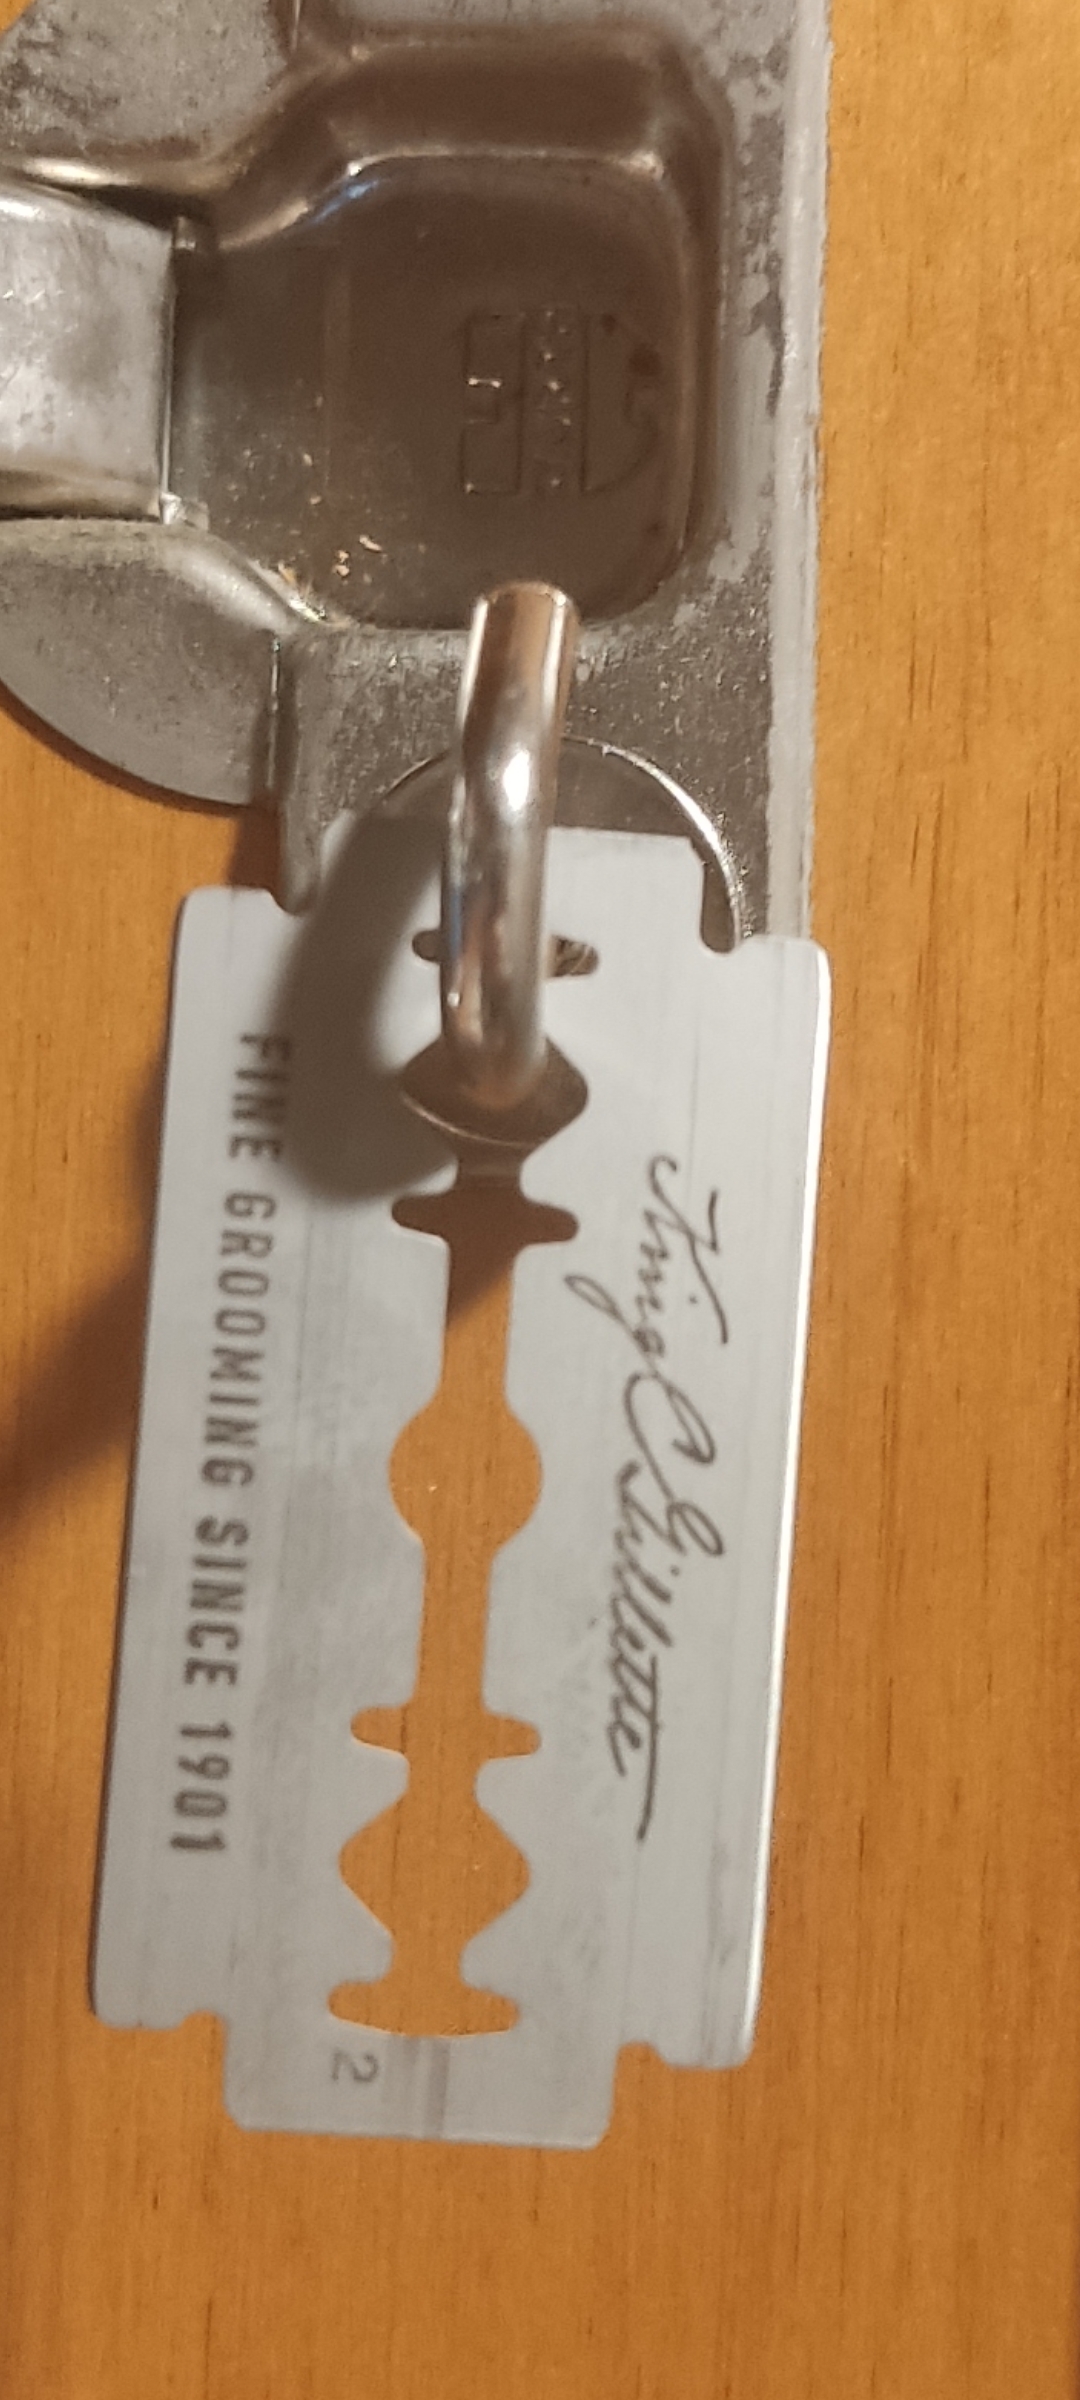 King C. Gillette
FINE GROOMING SINCE 1901
2